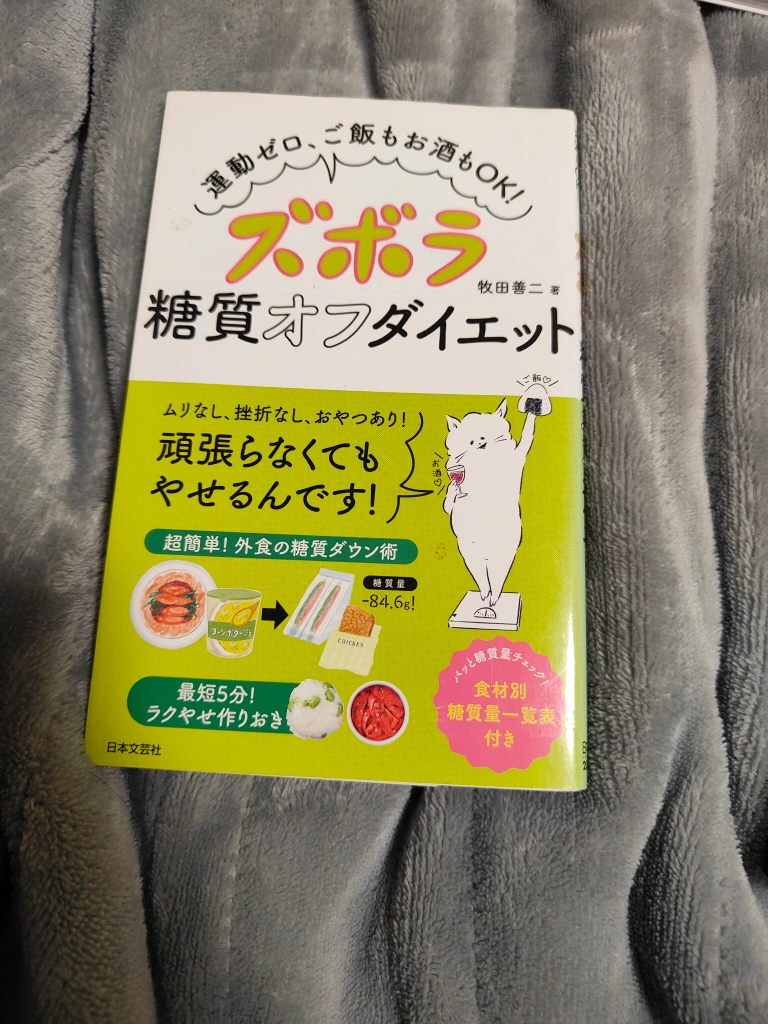 運動ゼロ、ご飯もお酒もOK!
ズボラ
牧田善二 著
糖質オフダイエット
ムリなし、挫折なし、おやつあり!
頑張らなくても
やせるんです!
ご飯♡
お酒♡
超簡単!外食の糖質ダウン術
コーンポタージュ
糖質量
-84.6g!
CHICKEN
最短5分!
ラクやせ作りおき
パッと糖質量チェック!
食材別
糖質量一覧表
付き
日本文芸社